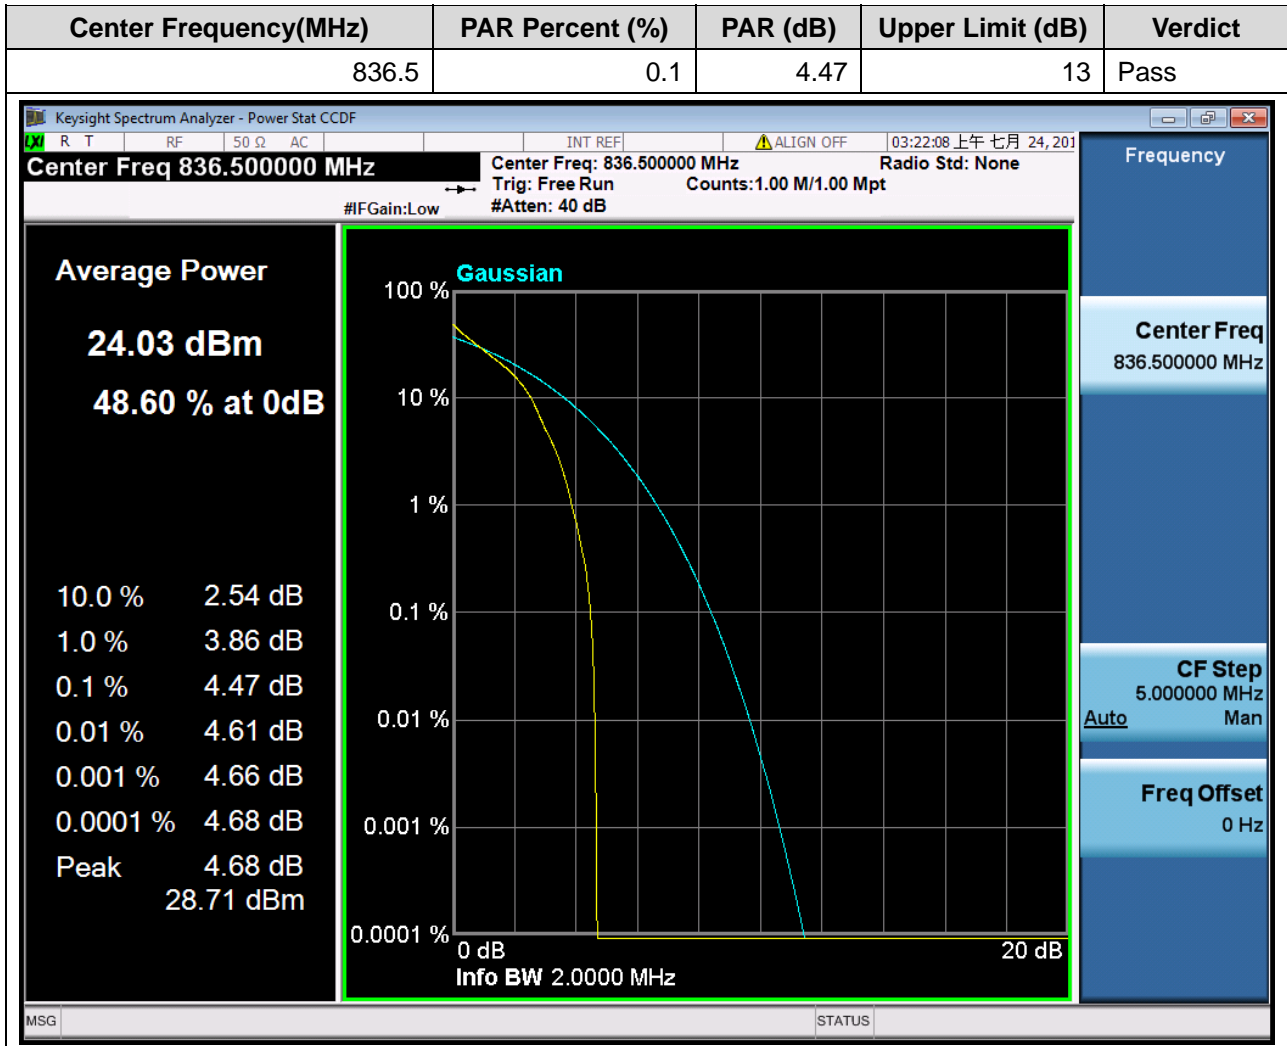 Center Frequency(MHz) PAR Percent (%) PAR (dB) Upper Limit (dB) Verdict
836.5 0.1 4.47 13 Pass
Keysight Spectrum Analyzer - Power Stat CCDF
LXI R T RF 50 Ω AC INT REF ALIGN OFF 03:22:08 上午 七月 24, 201
Center Freq 836.500000 MHz
Center Freq: 836.500000 MHz Radio Std: None
Trig: Free Run Counts:1.00 M/1.00 Mpt
#IFGain:Low #Atten: 40 dB
Frequency
Average Power
24.03 dBm
48.60 % at 0dB
10.0 % 2.54 dB
1.0 % 3.86 dB
0.1 % 4.47 dB
0.01 % 4.61 dB
0.001 % 4.66 dB
0.0001 % 4.68 dB
Peak 4.68 dB
28.71 dBm
Gaussian
100 %
10 %
1 %
0.1 %
0.01 %
0.001 %
0.0001 %
0 dB 20 dB
Info BW 2.0000 MHz
Center Freq
836.500000 MHz
CF Step
5.000000 MHz
Auto Man
Freq Offset
0 Hz
MSG STATUS